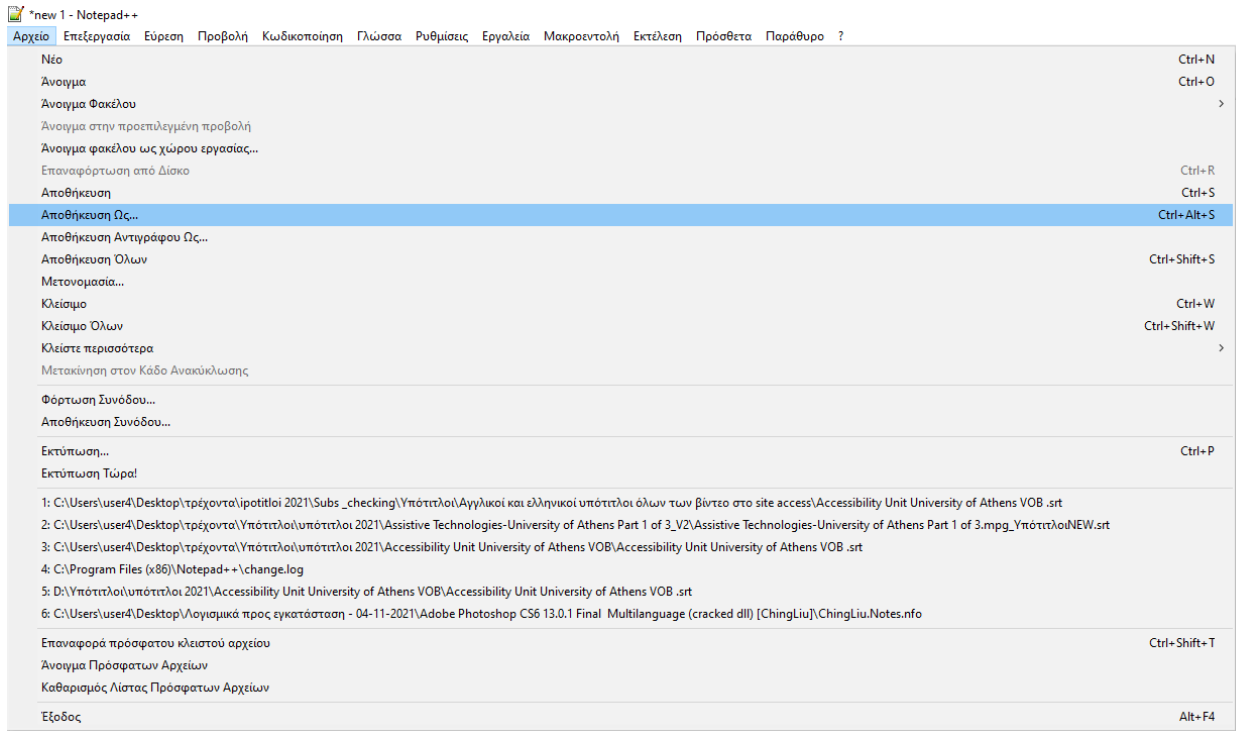 *new 1 - Notepad++
Αρχείο Επεξεργασία Εύρεση Προβολή Κωδικοποίηση Γλώσσα Ρυθμίσεις Εργαλεία Μακροεντολή Εκτέλεση Πρόσθετα Παράθυρο ?
Νέο Ctrl+N
Άνοιγμα Ctrl+O
Άνοιγμα Φακέλου >
Άνοιγμα στην προεπιλεγμένη προβολή
Άνοιγμα φακέλου ως χώρου εργασίας...
Επαναφόρτωση από Δίσκο Ctrl+R
Αποθήκευση Ctrl+S
Αποθήκευση Ως... Ctrl+Alt+S
Αποθήκευση Αντιγράφου Ως...
Αποθήκευση Όλων Ctrl+Shift+S
Μετονομασία...
Κλείσιμο Ctrl+W
Κλείσιμο Όλων Ctrl+Shift+W
Κλείστε περισσότερα >
Μετακίνηση στον Κάδο Ανακύκλωσης
Φόρτωση Συνόδου...
Αποθήκευση Συνόδου...
Εκτύπωση... Ctrl+P
Εκτύπωση Τώρα!
1: C:\Users\user4\Desktop\τρέχοντα\ipotitloi 2021\Subs _checking\Υπότιτλοι\Αγγλικοί και ελληνικοί υπότιτλοι όλων των βίντεο στο site access\Accessibility Unit University of Athens VOB .srt
2: C:\Users\user4\Desktop\τρέχοντα\Υπότιτλοι\υπότιτλοι 2021\Assistive Technologies-University of Athens Part 1 of 3_V2\Assistive Technologies-University of Athens Part 1 of 3.mpg_ΥπότιτλοιNEW.srt
3: C:\Users\user4\Desktop\τρέχοντα\Υπότιτλοι\υπότιτλοι 2021\Accessibility Unit University of Athens VOB\Accessibility Unit University of Athens VOB .srt
4: C:\Program Files (x86)\Notepad++\change.log
5: D:\Υπότιτλοι\υπότιτλοι 2021\Accessibility Unit University of Athens VOB\Accessibility Unit University of Athens VOB .srt
6: C:\Users\user4\Desktop\Λογισμικά προς εγκατάσταση - 04-11-2021\Adobe Photoshop CS6 13.0.1 Final  Multilanguage (cracked dll) [ChingLiu]\ChingLiu.Notes.nfo
Επαναφορά πρόσφατου κλειστού αρχείου Ctrl+Shift+T
Άνοιγμα Πρόσφατων Αρχείων
Καθαρισμός Λίστας Πρόσφατων Αρχείων
Έξοδος Alt+F4